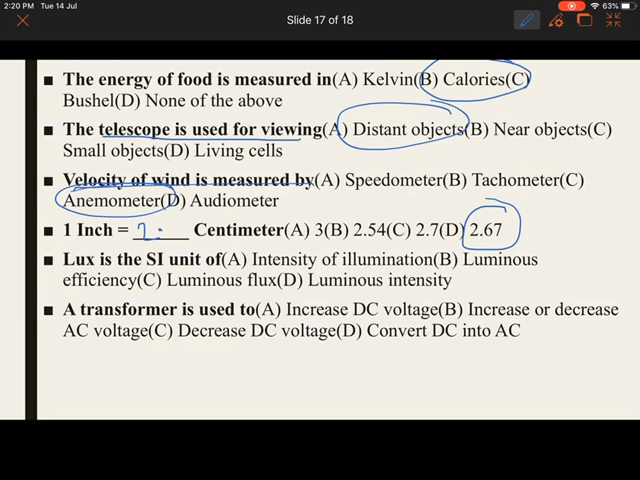 2:20 PM Tue 14 Jul
63%
Slide 17 of 18
■ The energy of food is measured in(A) Kelvin(B) Calories(C)
Bushel(D) None of the above
■ The telescope is used for viewing(A) Distant objects(B) Near objects(C)
Small objects(D) Living cells
■ Velocity of wind is measured by(A) Speedometer(B) Tachometer(C)
Anemometer(D) Audiometer
■ 1 Inch = 2. ______ Centimeter(A) 3(B) 2.54(C) 2.7(D) 2.67
■ Lux is the SI unit of(A) Intensity of illumination(B) Luminous
efficiency(C) Luminous flux(D) Luminous intensity
■ A transformer is used to(A) Increase DC voltage(B) Increase or decrease
AC voltage(C) Decrease DC voltage(D) Convert DC into AC